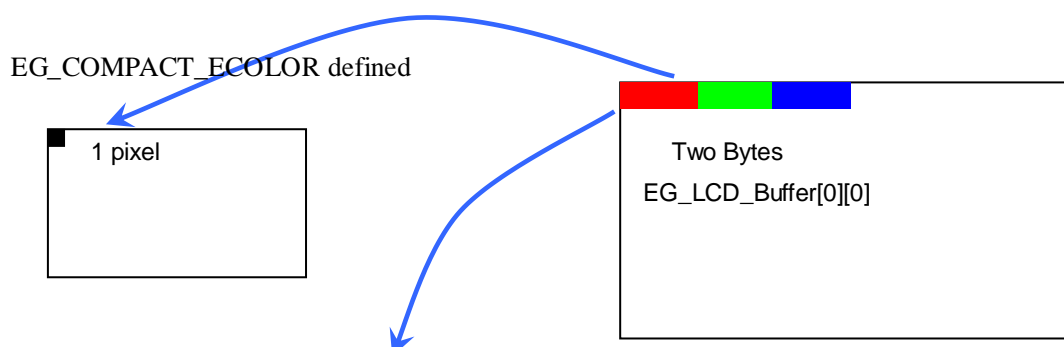 EG_COMPACT_ECOLOR defined
1 pixel
Two Bytes
EG_LCD_Buffer[0][0]